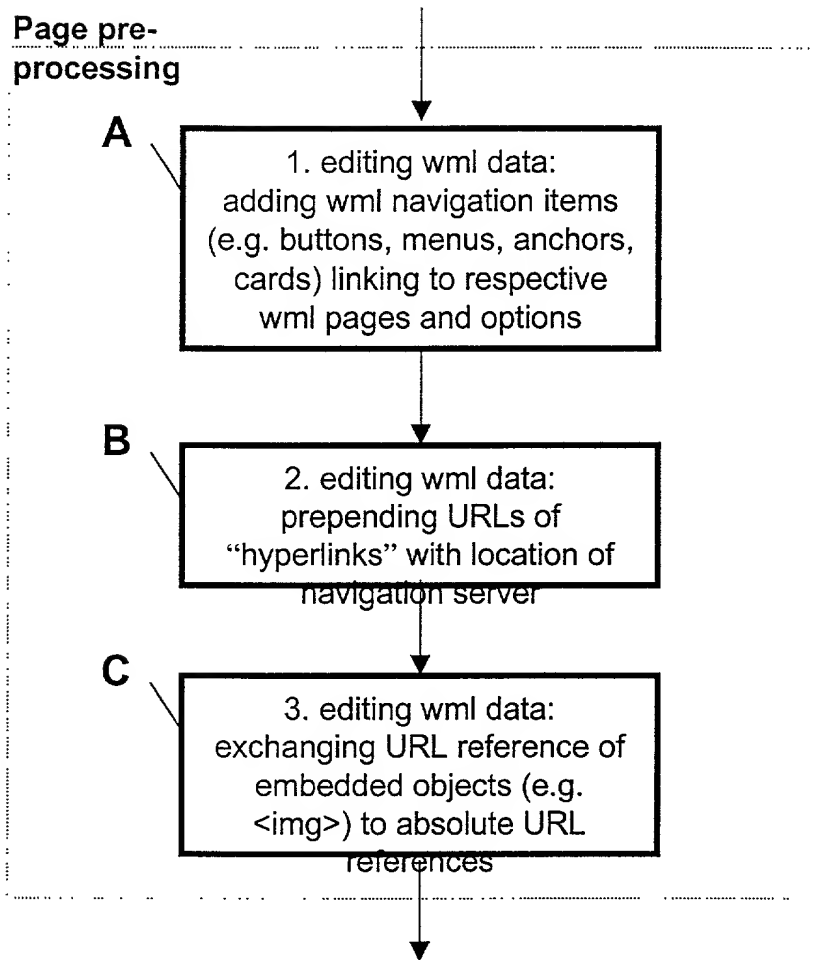 Page pre-
processing
A
1. editing wml data:
adding wml navigation items
(e.g. buttons, menus, anchors,
cards) linking to respective
wml pages and options
B
2. editing wml data:
prepending URLs of
“hyperlinks” with location of
navigation server
C
3. editing wml data:
exchanging URL reference of
embedded objects (e.g.
<img>) to absolute URL
references